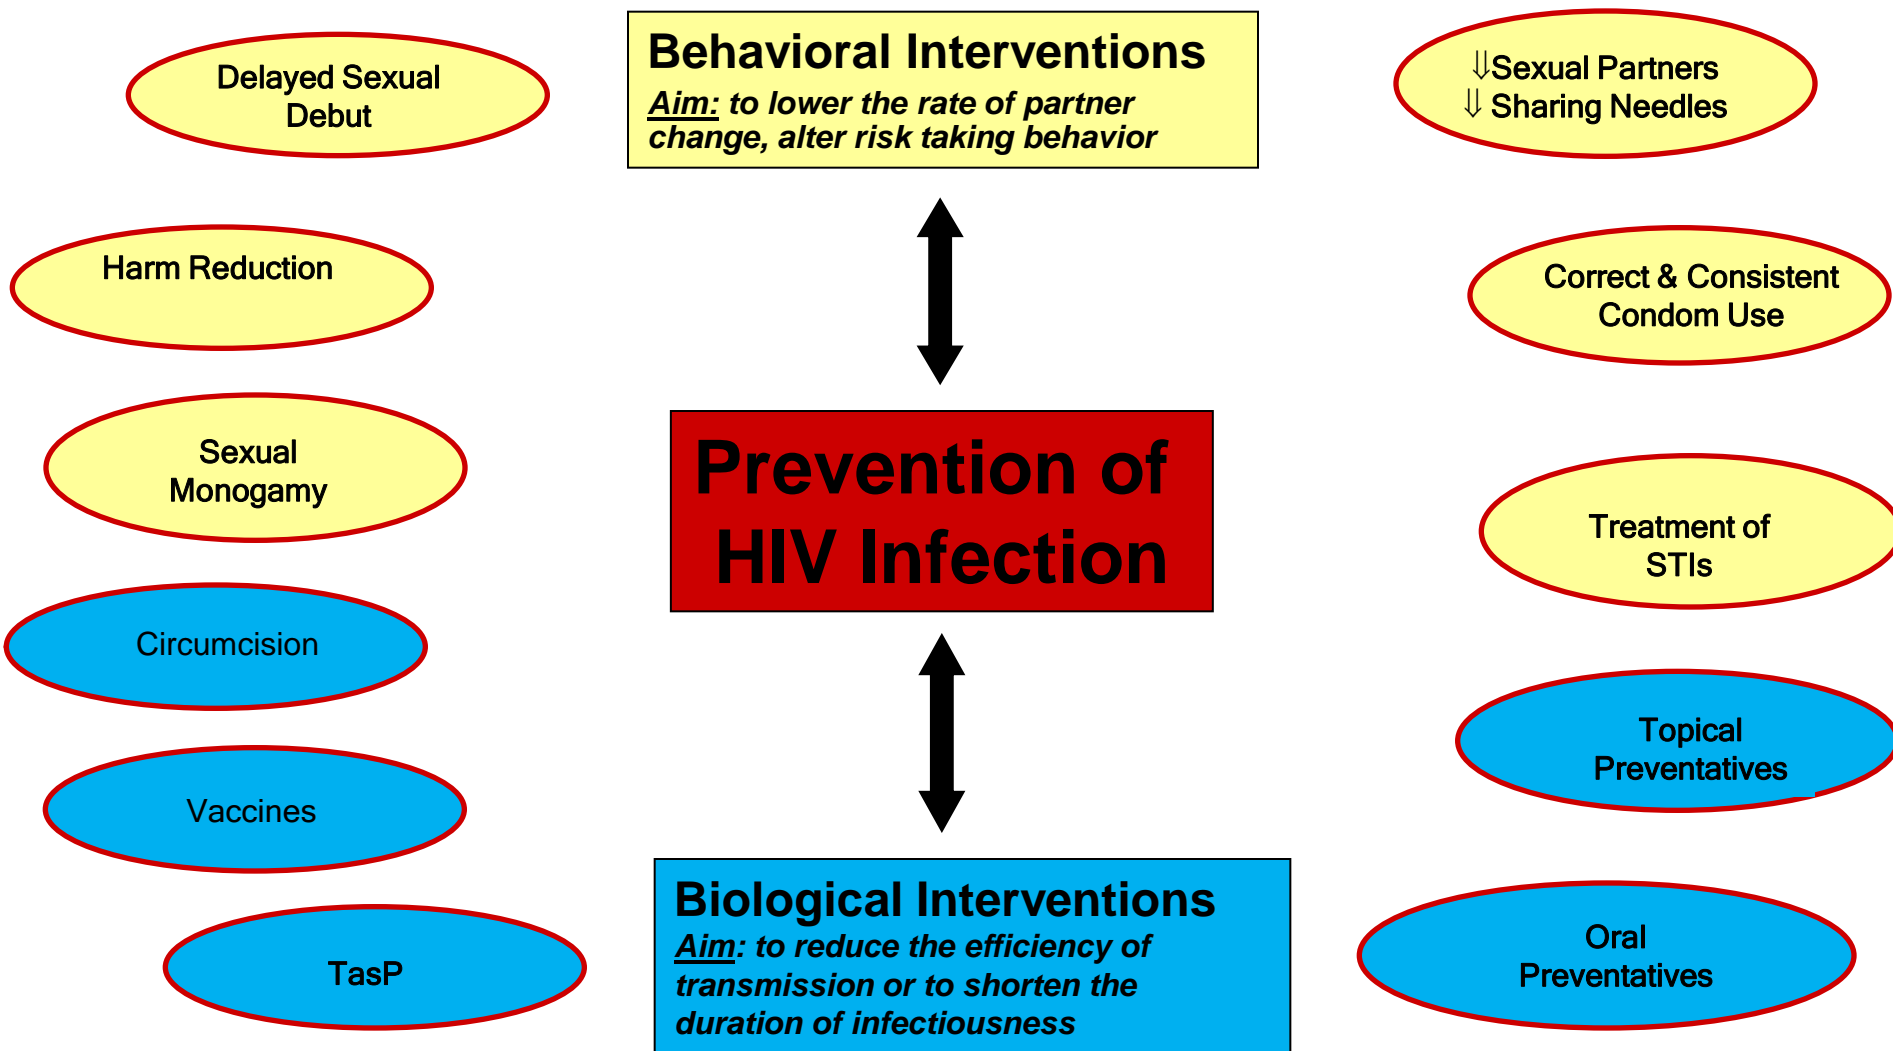 Delayed Sexual
Debut
Behavioral Interventions
Aim: to lower the rate of partner
change, alter risk taking behavior
⇓Sexual Partners
⇓ Sharing Needles
Harm Reduction
Correct & Consistent
Condom Use
Sexual
Monogamy
Prevention of
HIV Infection
Treatment of
STIs
Circumcision
Topical
Preventatives
Vaccines
Biological Interventions
Aim: to reduce the efficiency of
transmission or to shorten the
duration of infectiousness
TasP
Oral
Preventatives